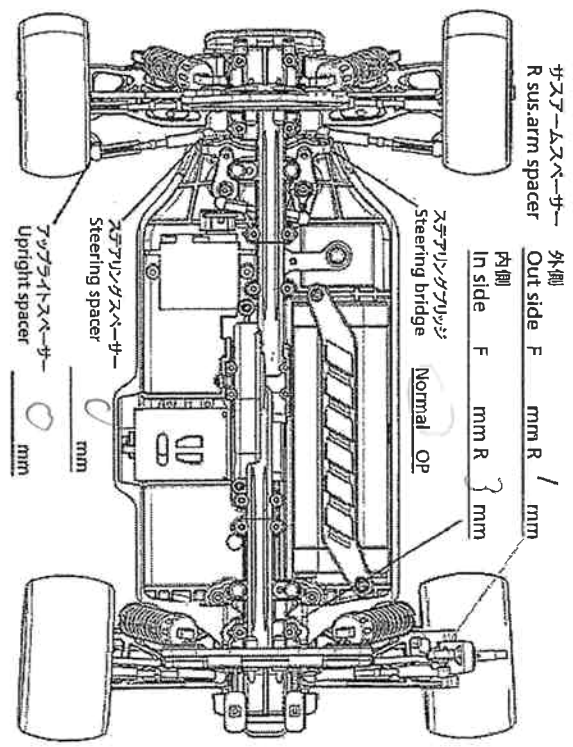 サスアームスペーサー
R sus.arm spacer
外側
Out side F mm R 1 mm
内側
In side F mm R 3 mm
ステアリングブリッジ
Steering bridge Normal OP
ステアリングスペーサー
Steering spacer 0 mm
アップライトスペーサー
Upright spacer 0 mm